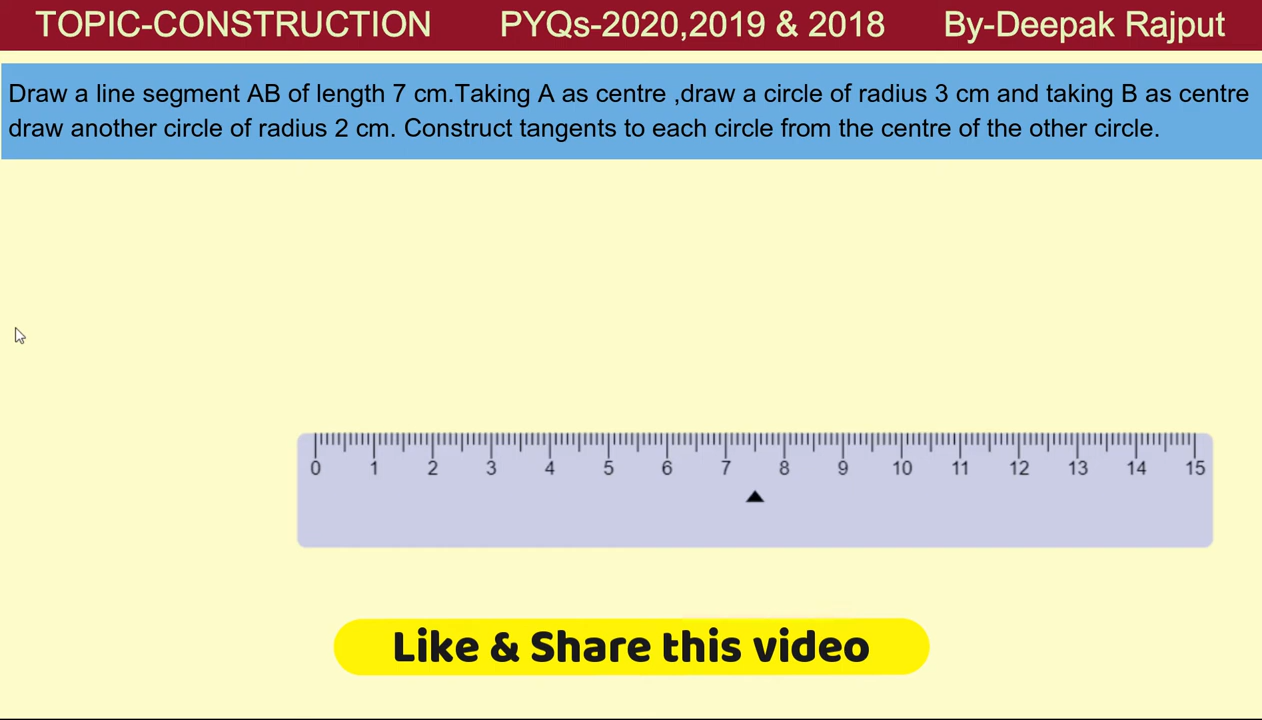 TOPIC-CONSTRUCTION PYQs-2020,2019 & 2018 By-Deepak Rajput
Draw a line segment AB of length 7 cm.Taking A as centre ,draw a circle of radius 3 cm and taking B as centre
draw another circle of radius 2 cm. Construct tangents to each circle from the centre of the other circle.
0 1 2 3 4 5 6 7 8 9 10 11 12 13 14 15
Like & Share this video